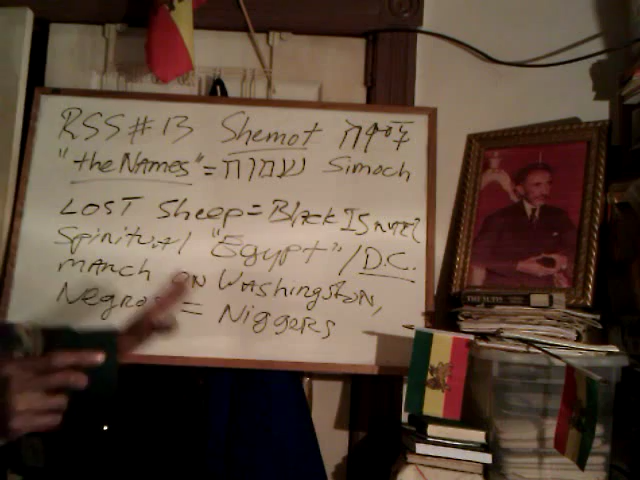 RSS # 13 Shemot
"the NAMES" = שמות Simoch
LOST Sheep = Black ISrael
Spiritual "Egypt" / D.C.
MARCH ON WAShington,
Negros = Niggers